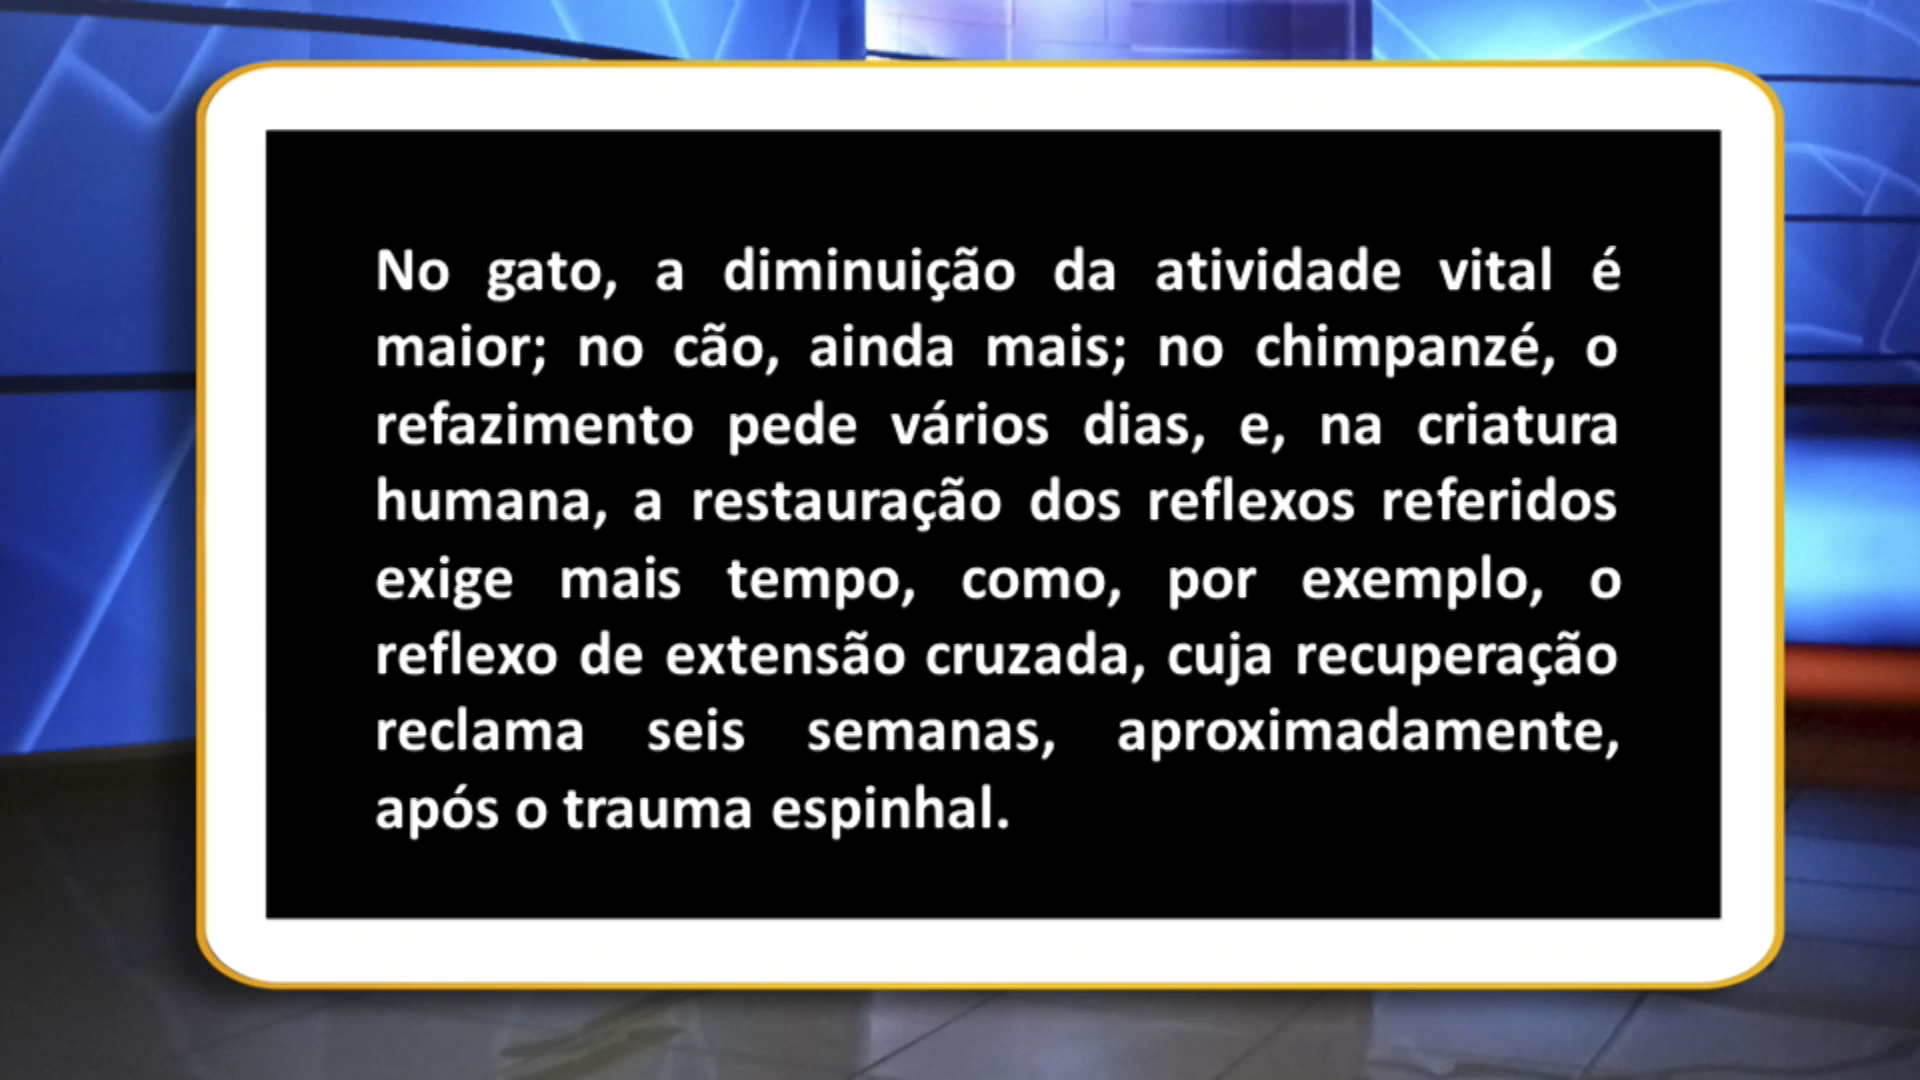 No gato, a diminuição da atividade vital é
maior; no cão, ainda mais; no chimpanzé, o
refazimento pede vários dias, e, na criatura
humana, a restauração dos reflexos referidos
exige mais tempo, como, por exemplo, o
reflexo de extensão cruzada, cuja recuperação
reclama seis semanas, aproximadamente,
após o trauma espinhal.